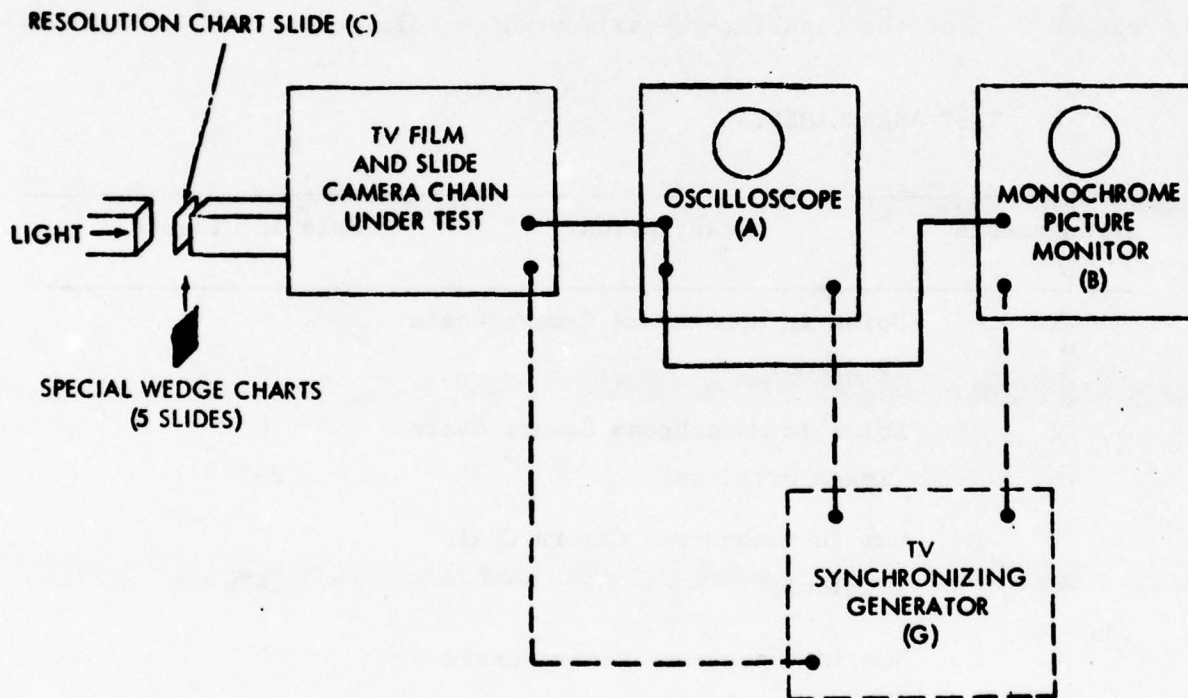 RESOLUTION CHART SLIDE (C)
TV FILM
AND SLIDE
CAMERA CHAIN
UNDER TEST
OSCILLOSCOPE
(A)
MONOCHROME
PICTURE
MONITOR
(B)
LIGHT
SPECIAL WEDGE CHARTS
(5 SLIDES)
TV
SYNCHRONIZING
GENERATOR
(G)